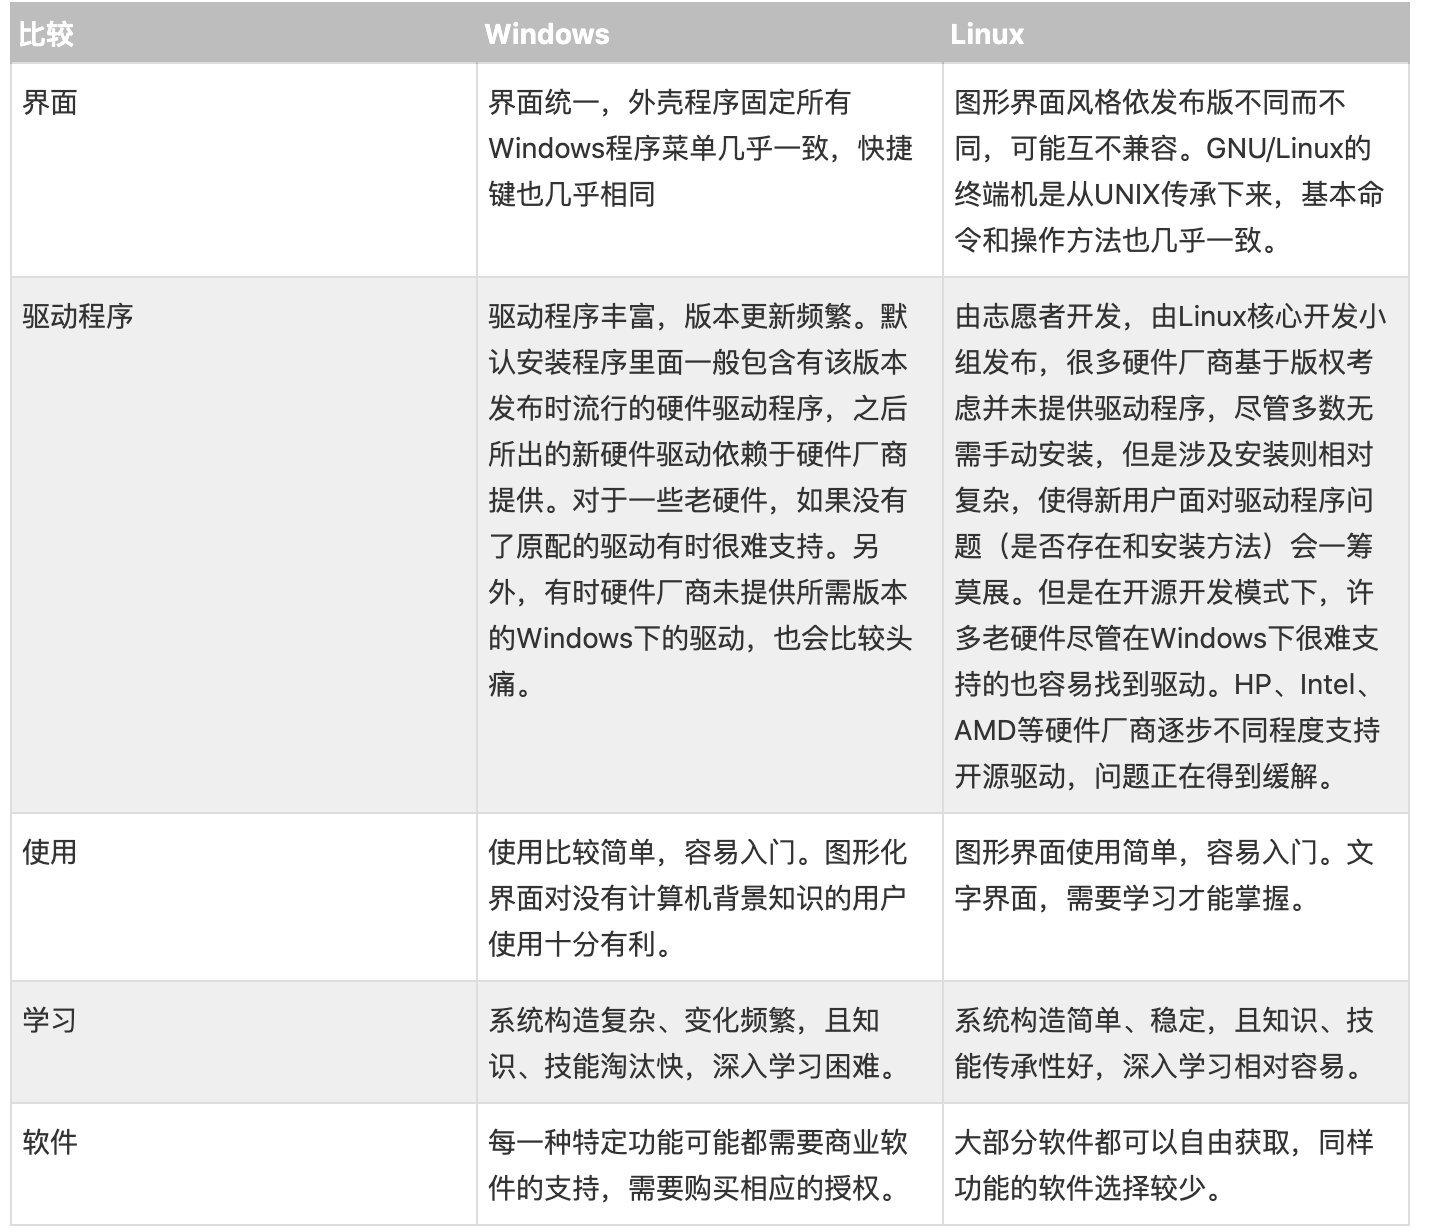 比较
Windows
Linux
界面
界面统一，外壳程序固定所有
Windows程序菜单几乎一致，快捷
键也几乎相同
图形界面风格依发布版不同而不
同，可能互不兼容。GNU/Linux的
终端机是从UNIX传承下来，基本命
令和操作方法也几乎一致。
驱动程序
驱动程序丰富，版本更新频繁。默
认安装程序里面一般包含有该版本
发布时流行的硬件驱动程序，之后
所出的新硬件驱动依赖于硬件厂商
提供。对于一些老硬件，如果没有
了原配的驱动有时很难支持。另
外，有时硬件厂商未提供所需版本
的Windows下的驱动，也会比较头
痛。
由志愿者开发，由Linux核心开发小
组发布，很多硬件厂商基于版权考
虑并未提供驱动程序，尽管多数无
需手动安装，但是涉及安装则相对
复杂，使得新用户面对驱动程序问
题（是否存在和安装方法）会一筹
莫展。但是在开源开发模式下，许
多老硬件尽管在Windows下很难支
持的也容易找到驱动。HP、Intel、
AMD等硬件厂商逐步不同程度支持
开源驱动，问题正在得到缓解。
使用
使用比较简单，容易入门。图形化
界面对没有计算机背景知识的用户
使用十分有利。
图形界面使用简单，容易入门。文
字界面，需要学习才能掌握。
学习
系统构造复杂、变化频繁，且知
识、技能淘汰快，深入学习困难。
系统构造简单、稳定，且知识、技
能传承性好，深入学习相对容易。
软件
每一种特定功能可能都需要商业软
件的支持，需要购买相应的授权。
大部分软件都可以自由获取，同样
功能的软件选择较少。